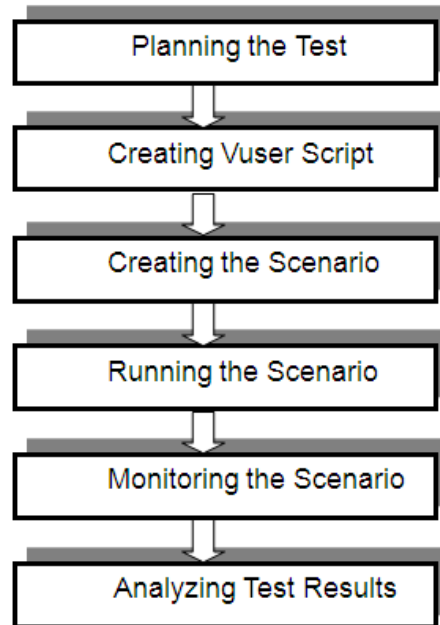 Planning the Test
Creating Vuser Script
Creating the Scenario
Running the Scenario
Monitoring the Scenario
Analyzing Test Results